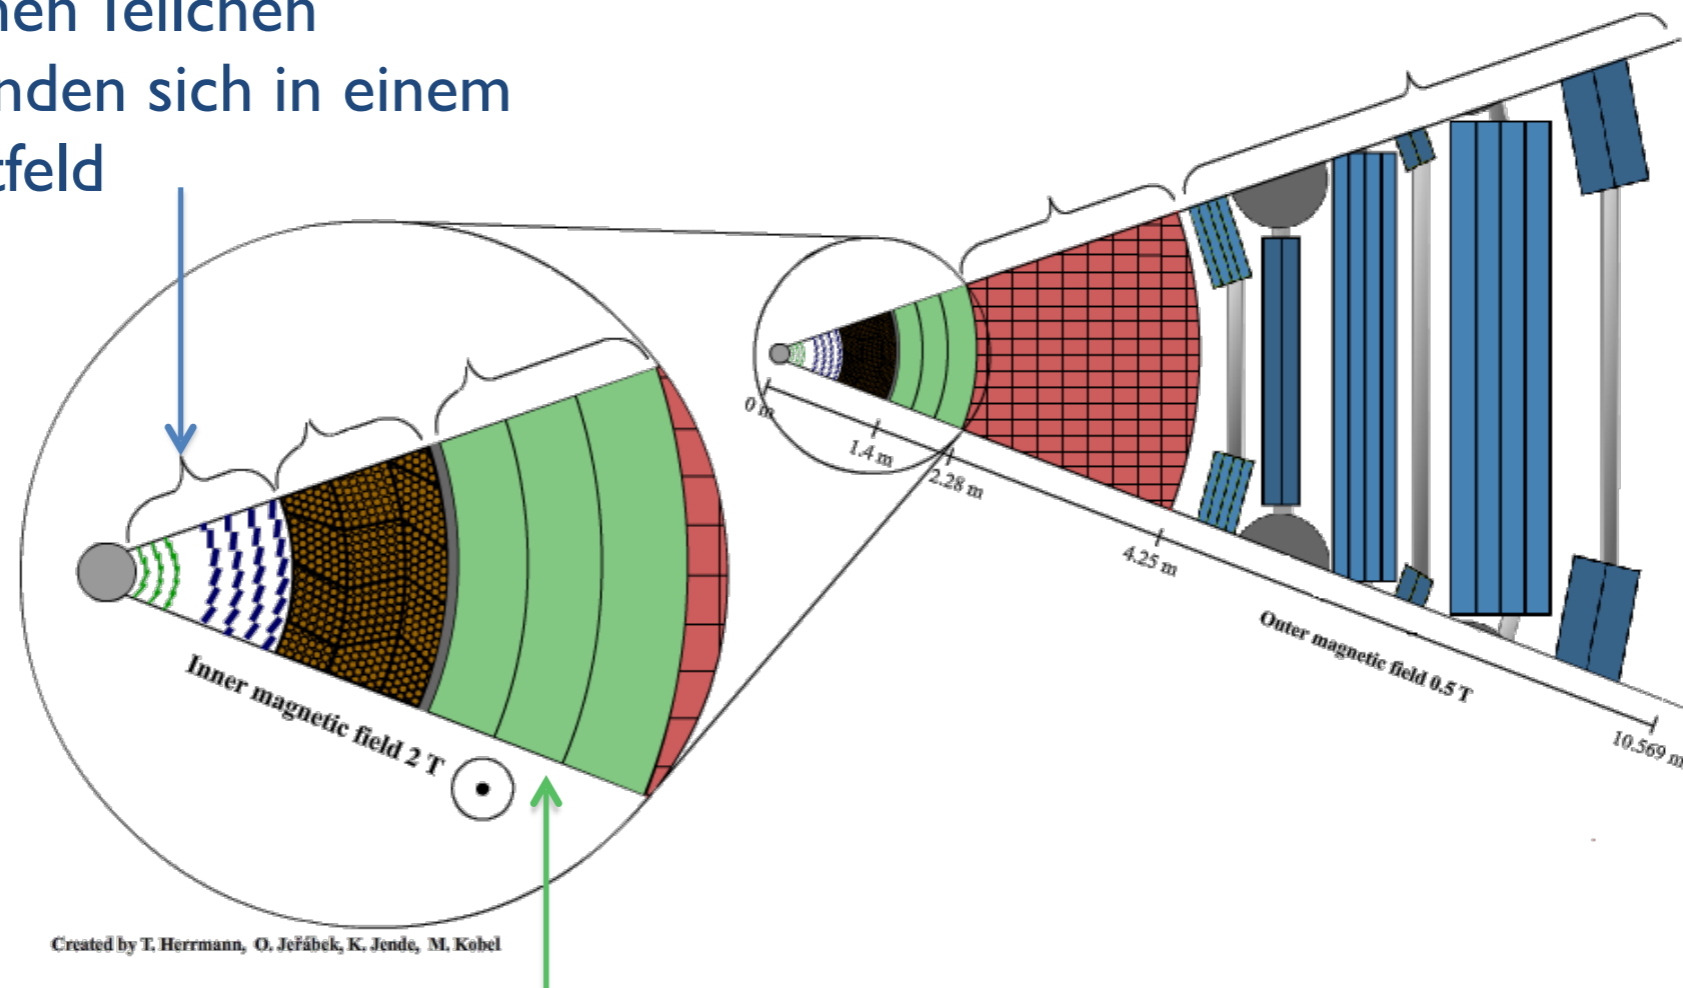 nen Teilchen
nden sich in einem
tfeld
0 m
1.4 m
2.28 m
4.25 m
Outer magnetic field 0.5 T
10.569 m
Inner magnetic field 2 T
Created by T. Herrmann, O. Jeřábek, K. Jende, M. Kobel